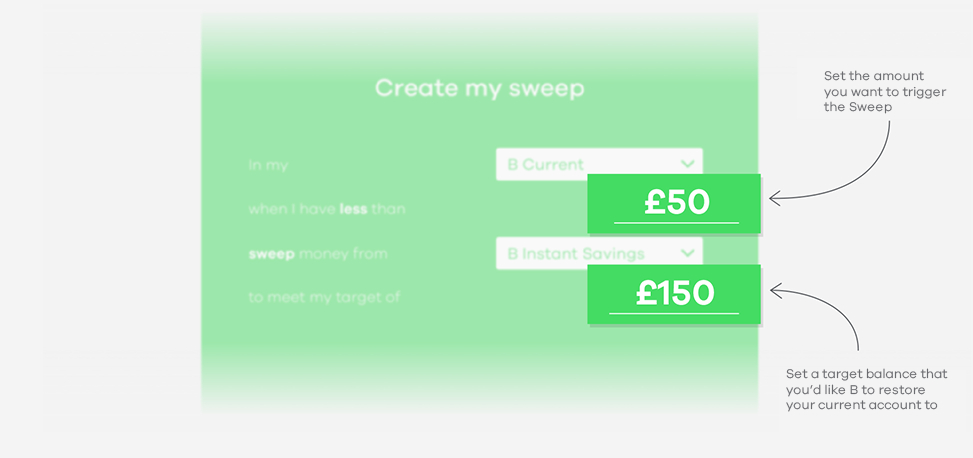 Create my sweep
Set the amount
you want to trigger
the Sweep
In my
B Current
when I have less than
£50
sweep money from
B Instant Savings
to meet my target of
£150
Set a target balance that
you'd like B to restore
your current account to